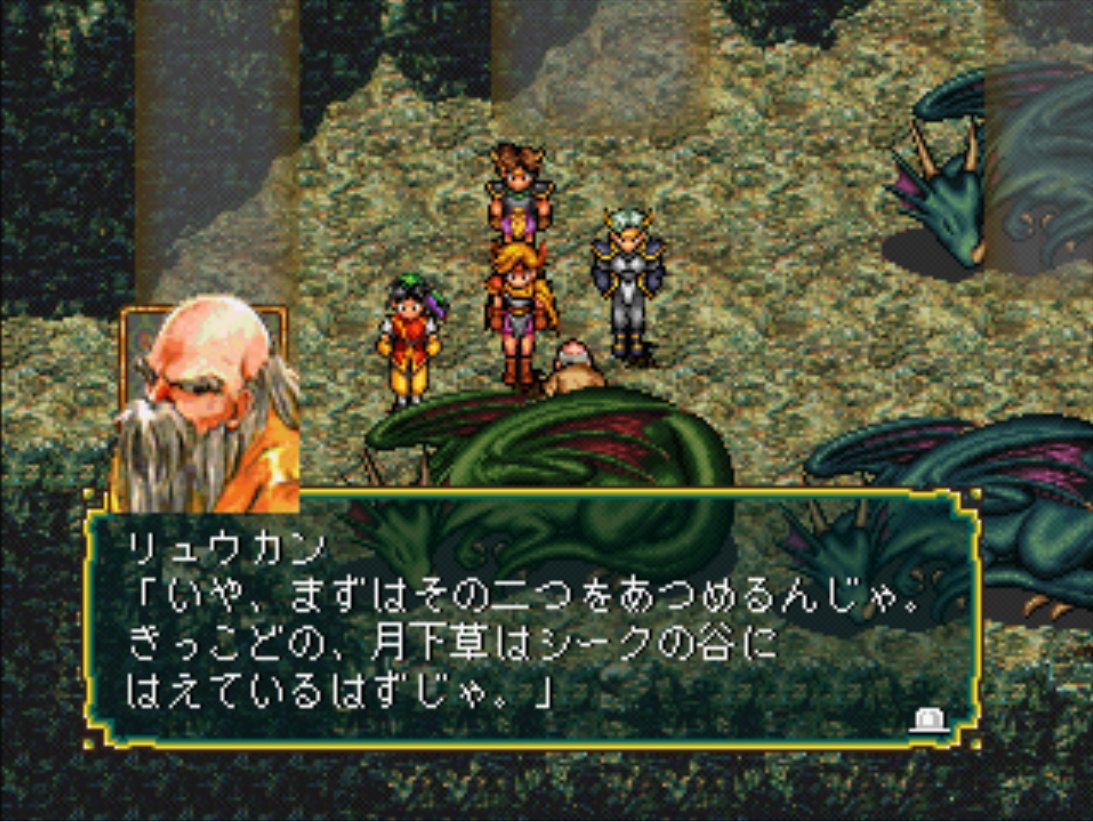 リュウカン
「いや、まずはその二つをあつめるんじゃ。
きっこどの、月下草はシークの谷に
はえているはずじゃ。」